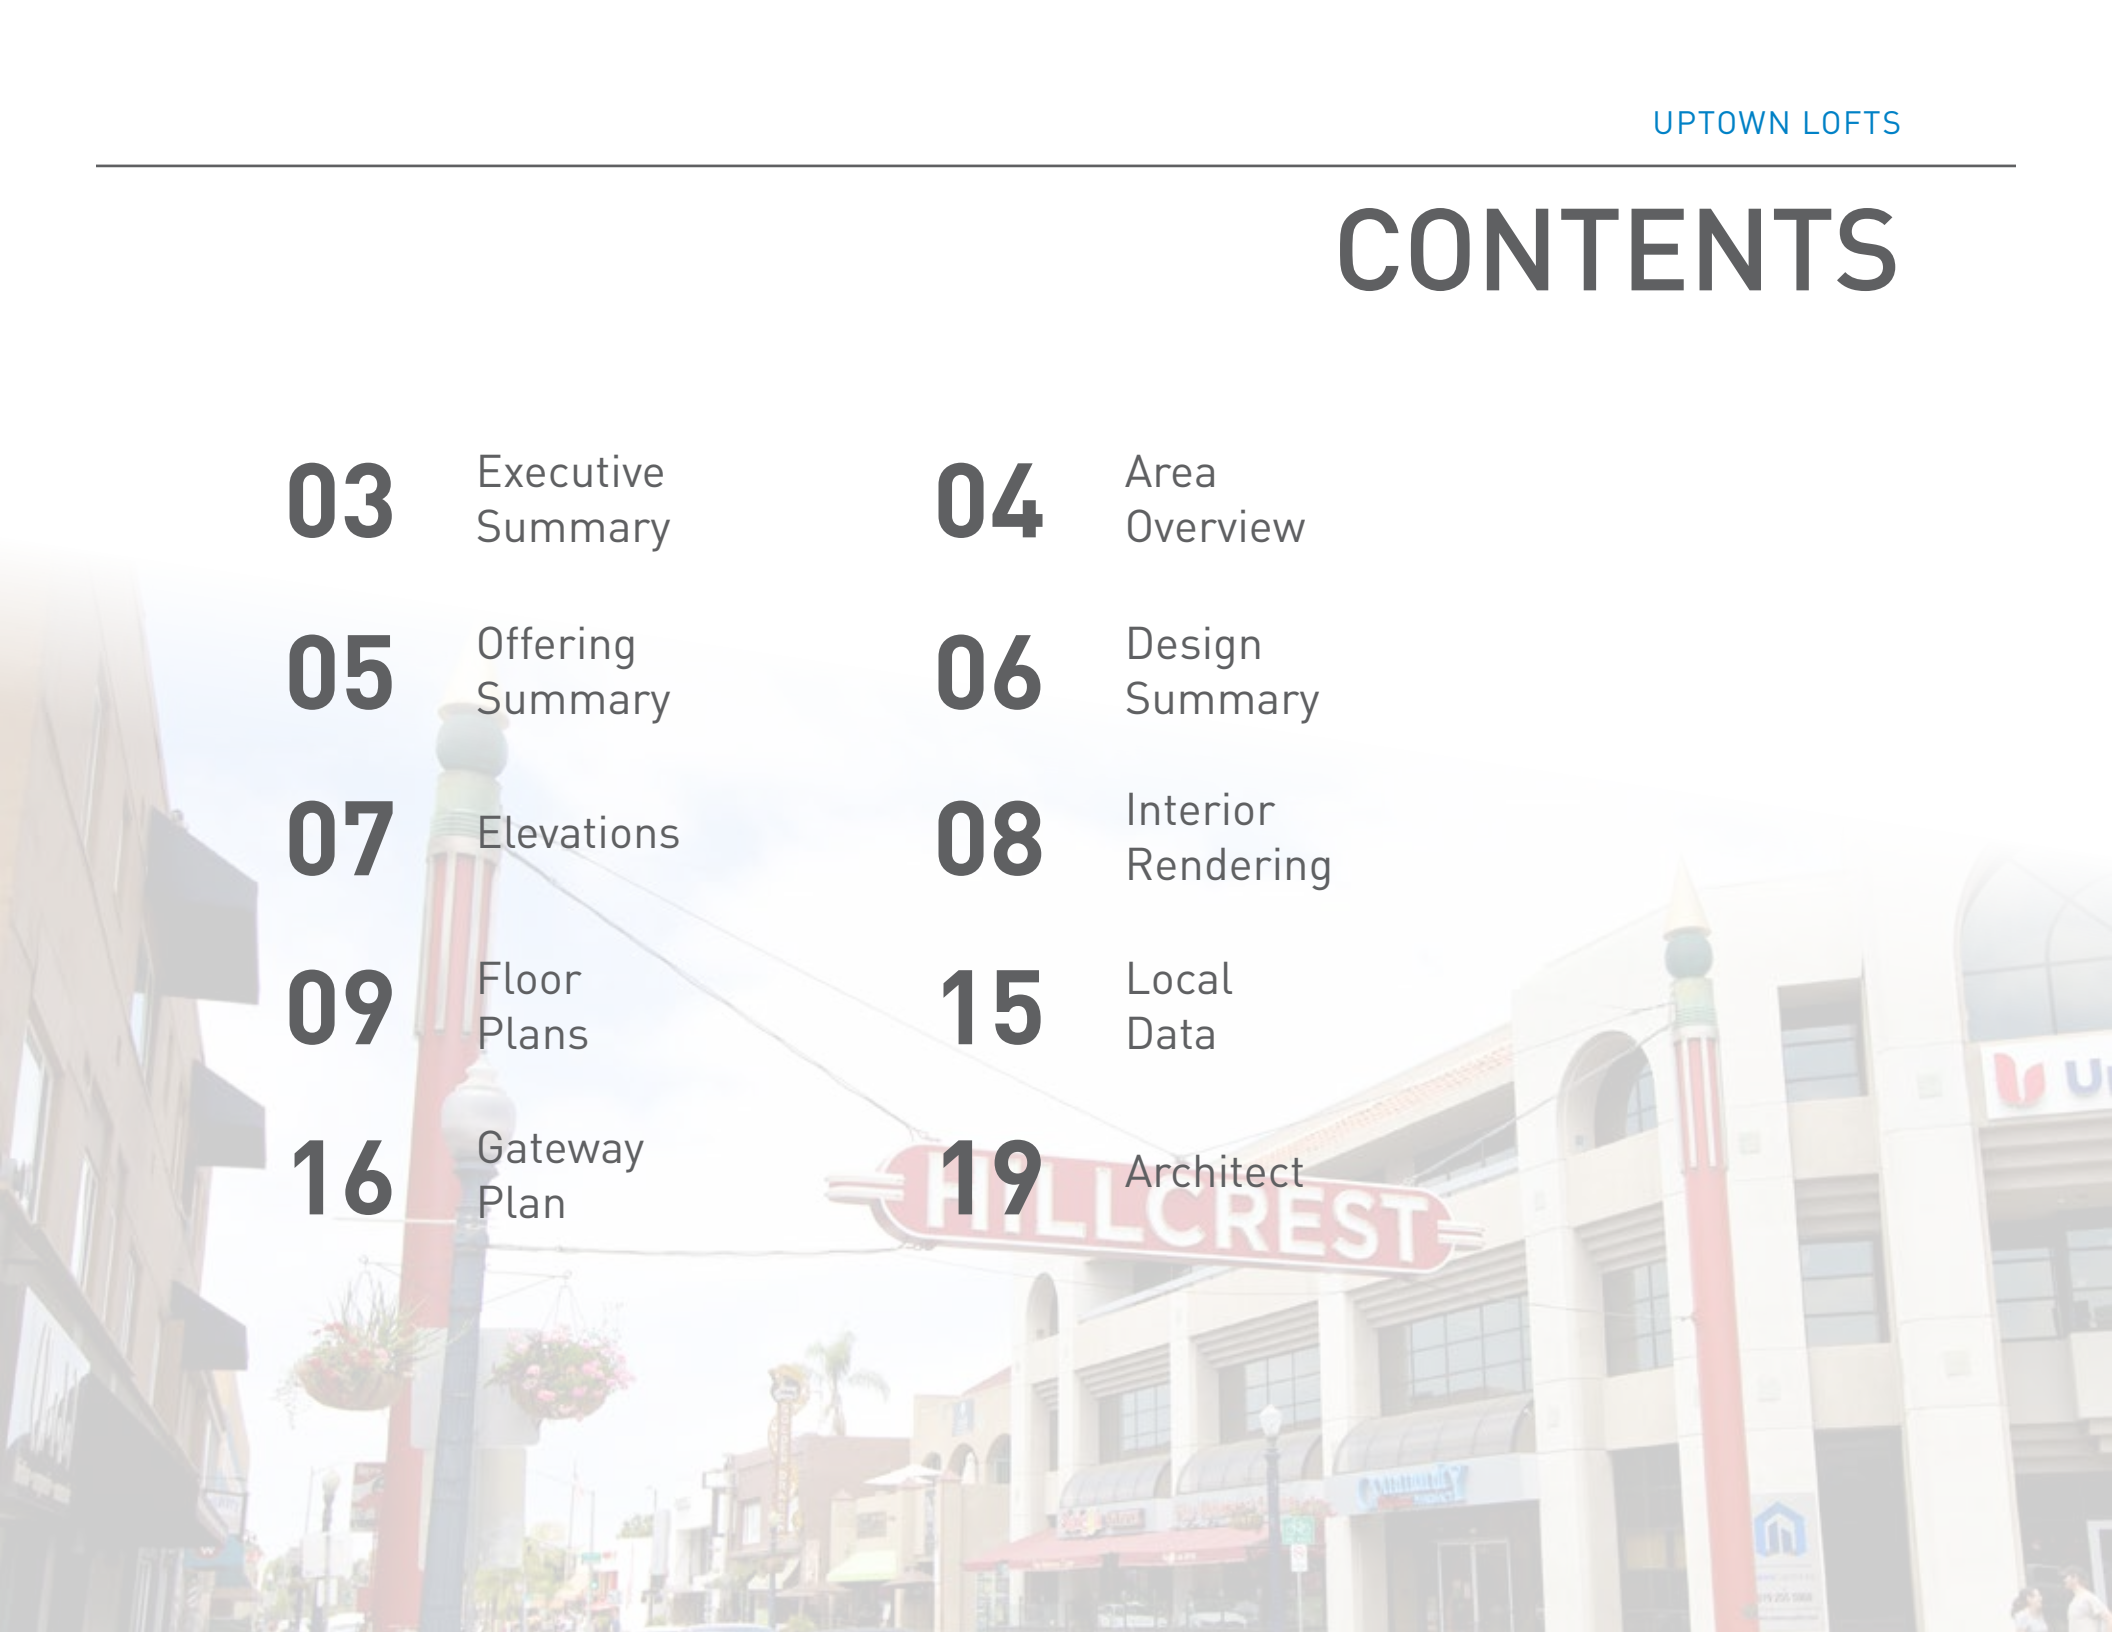 UPTOWN LOFTS
CONTENTS
03
Executive
Summary
04
Area
Overview
05
Offering
Summary
06
Design
Summary
07
Elevations
08
Interior
Rendering
09
Floor
Plans
15
Local
Data
16
Gateway
Plan
19
Architect
HILLCREST
U